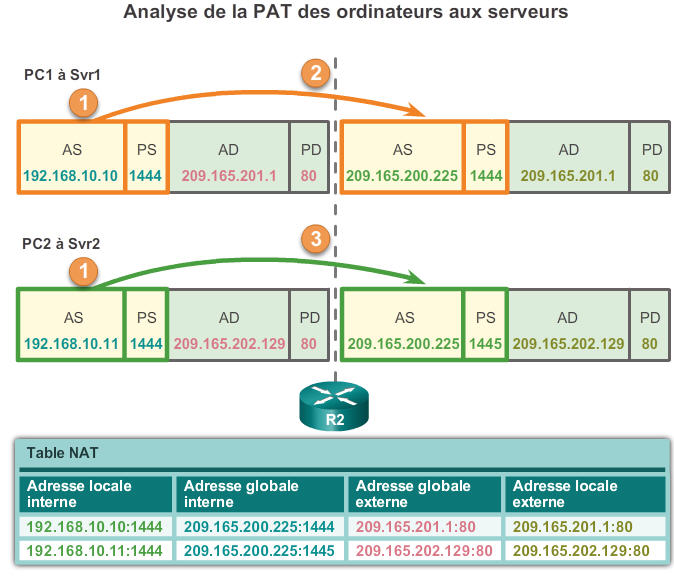 Analyse de la PAT des ordinateurs aux serveurs
PC1 à Svr1
1
2
AS PS AD PD AS PS AD PD
192.168.10.10 1444 209.165.201.1 80 209.165.200.225 1444 209.165.201.1 80
PC2 à Svr2
1
3
AS PS AD PD AS PS AD PD
192.168.10.11 1444 209.165.202.129 80 209.165.200.225 1445 209.165.202.129 80
R2
Table NAT
Adresse locale interne Adresse globale interne Adresse globale externe Adresse locale externe
192.168.10.10:1444 209.165.200.225:1444 209.165.201.1:80 209.165.201.1:80
192.168.10.11:1444 209.165.200.225:1445 209.165.202.129:80 209.165.202.129:80